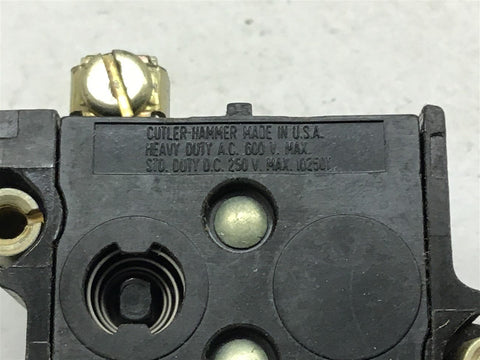 CUTLER-HAMMER MADE IN U.S.A.
HEAVY DUTY A.C. 600 V. MAX.
STD. DUTY D.C. 250 V. MAX. 10250T